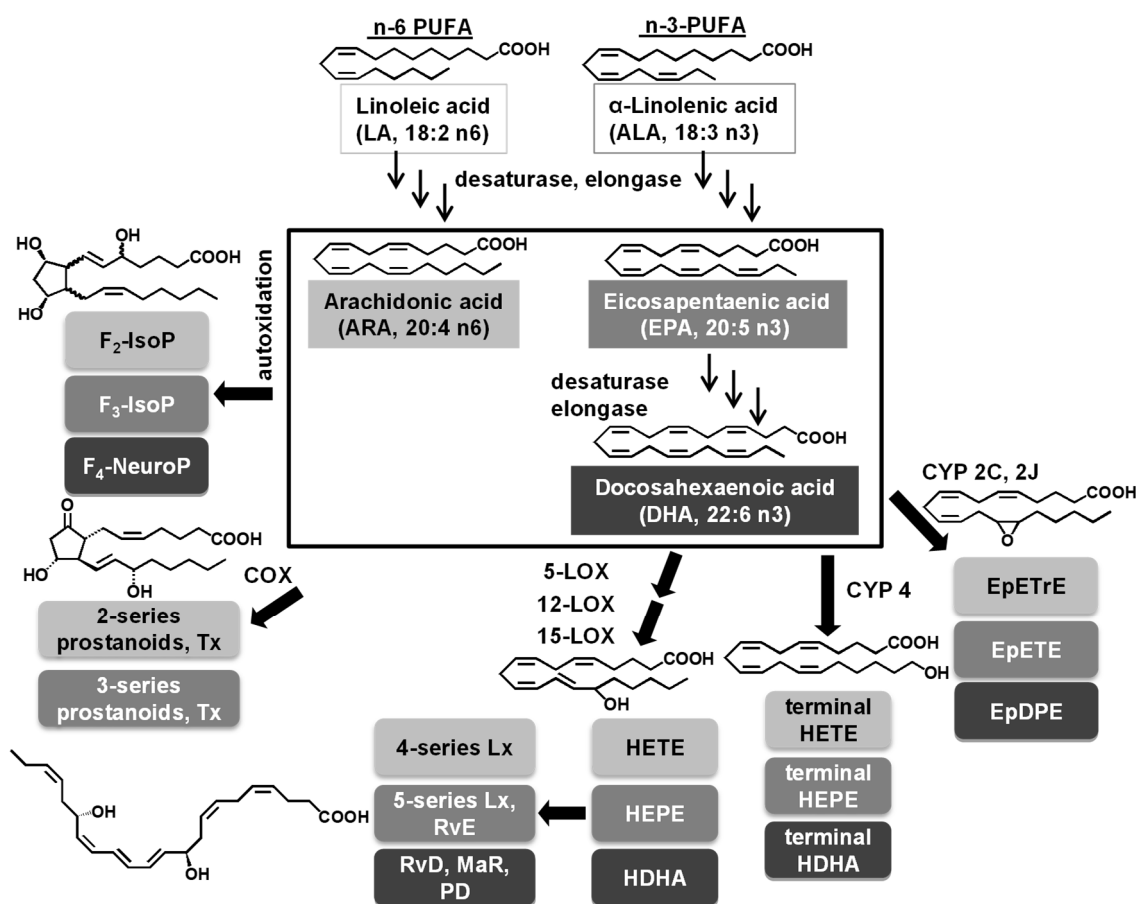 n-6 PUFA
n-3-PUFA
COOH
COOH
Linoleic acid
(LA, 18:2 n6)
α-Linolenic acid
(ALA, 18:3 n3)
desaturase, elongase
HO
OH
COOH
HO
F₂-IsoP
F₃-IsoP
F₄-NeuroP
autoxidation
COOH
Arachidonic acid
(ARA, 20:4 n6)
COOH
Eicosapentaenic acid
(EPA, 20:5 n3)
desaturase
elongase
COOH
Docosahexaenoic acid
(DHA, 22:6 n3)
O
COOH
HO
OH
COX
2-series
prostanoids, Tx
3-series
prostanoids, Tx
5-LOX
12-LOX
15-LOX
COOH
OH
CYP 4
COOH
OH
CYP 2C, 2J
COOH
O
EpETrE
EpETE
EpDPE
terminal
HETE
terminal
HEPE
terminal
HDHA
HETE
HEPE
HDHA
4-series Lx
5-series Lx,
RvE
RvD, MaR,
PD
OH
COOH
OH